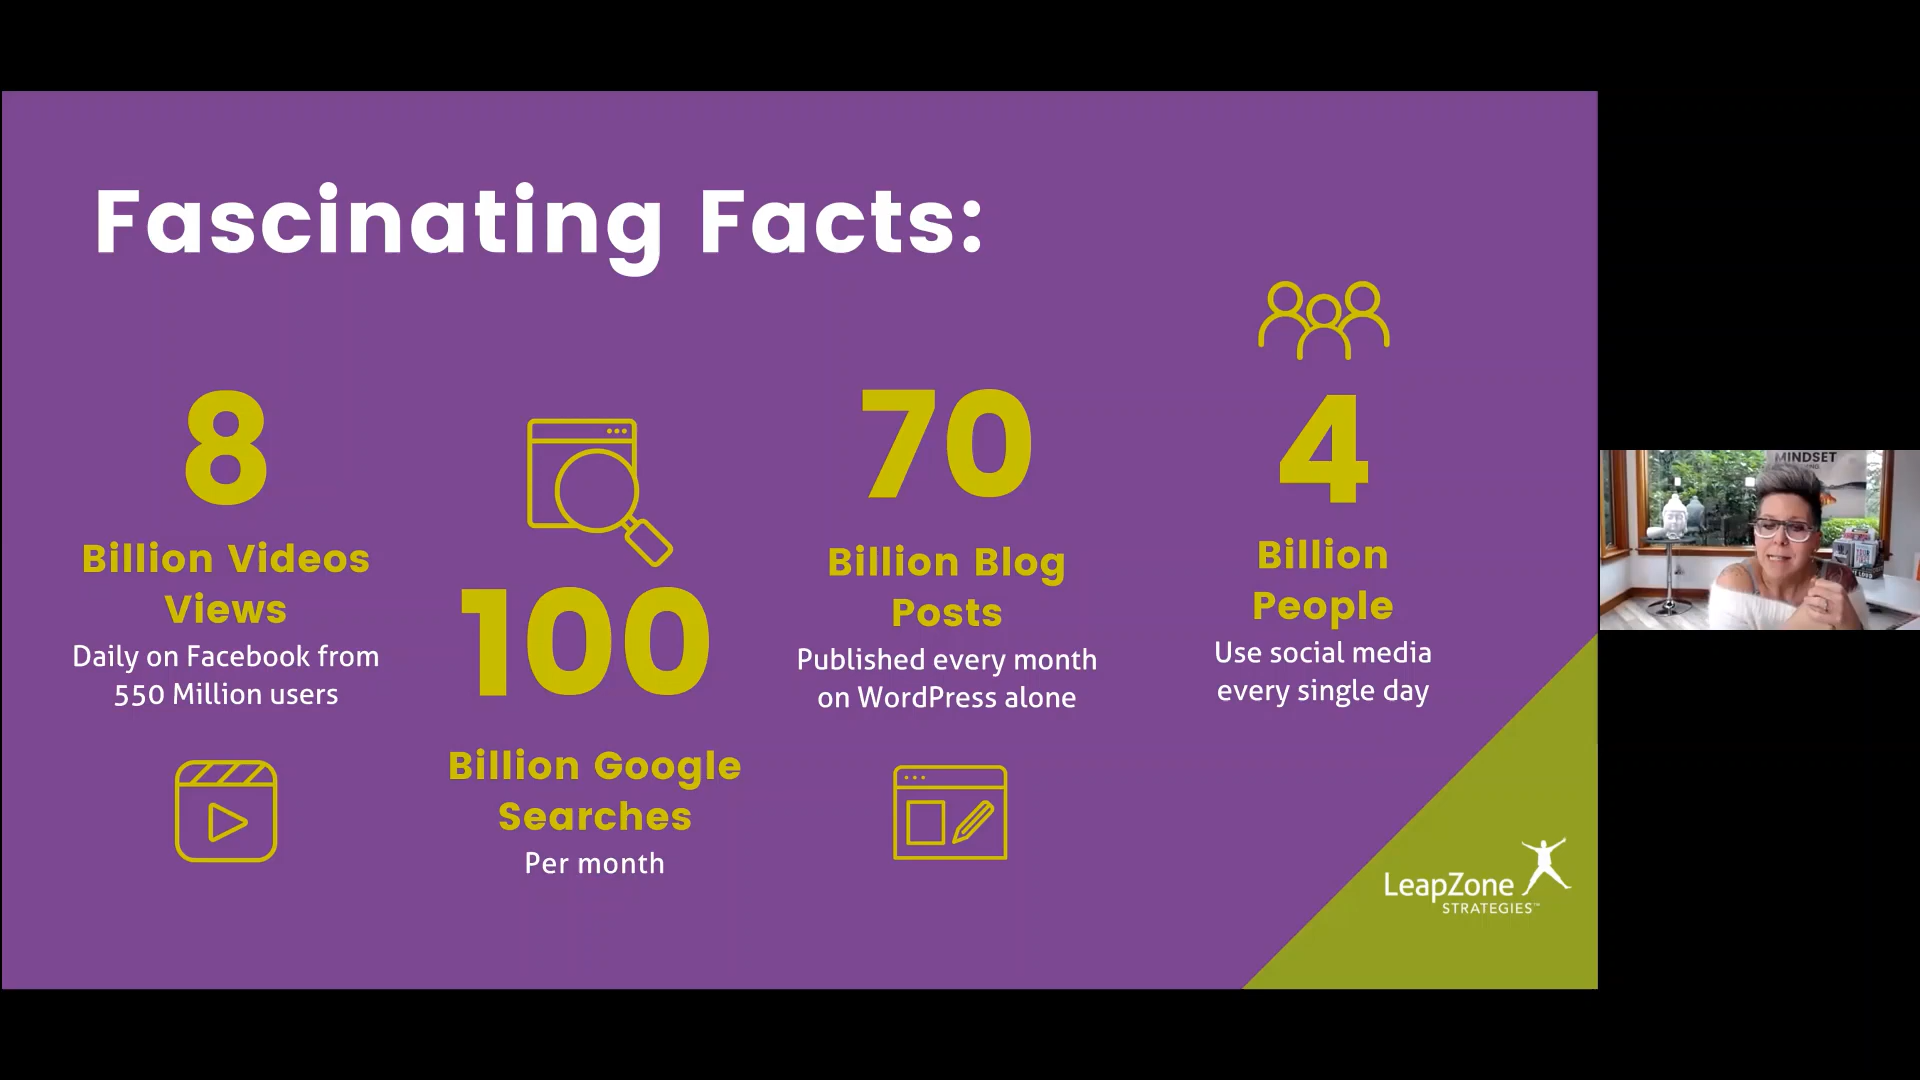 Fascinating Facts:
8
Billion Videos
Views
Daily on Facebook from
550 Million users
100
Billion Google
Searches
Per month
70
Billion Blog
Posts
Published every month
on WordPress alone
4
Billion
People
Use social media
every single day
LeapZone
STRATEGIES™
MINDSET